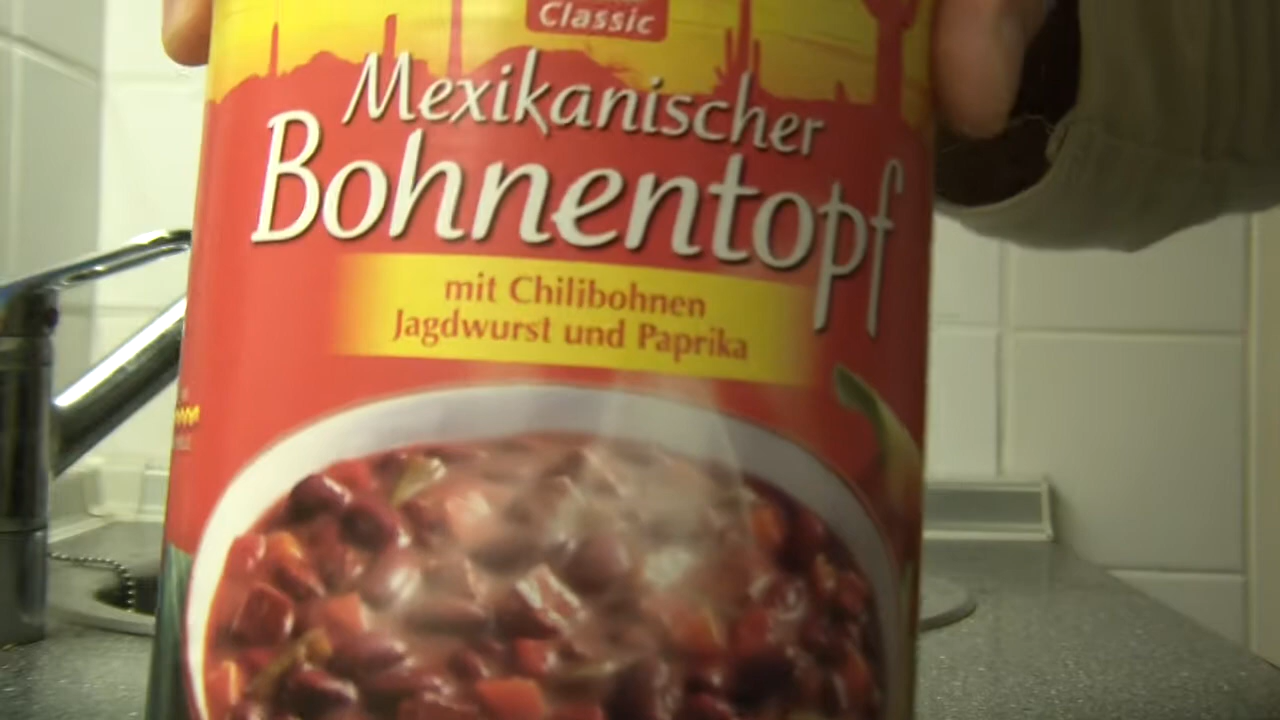 Classic
Mexikanischer
Bohnentopf
mit Chilibohnen
Jagdwurst und Paprika